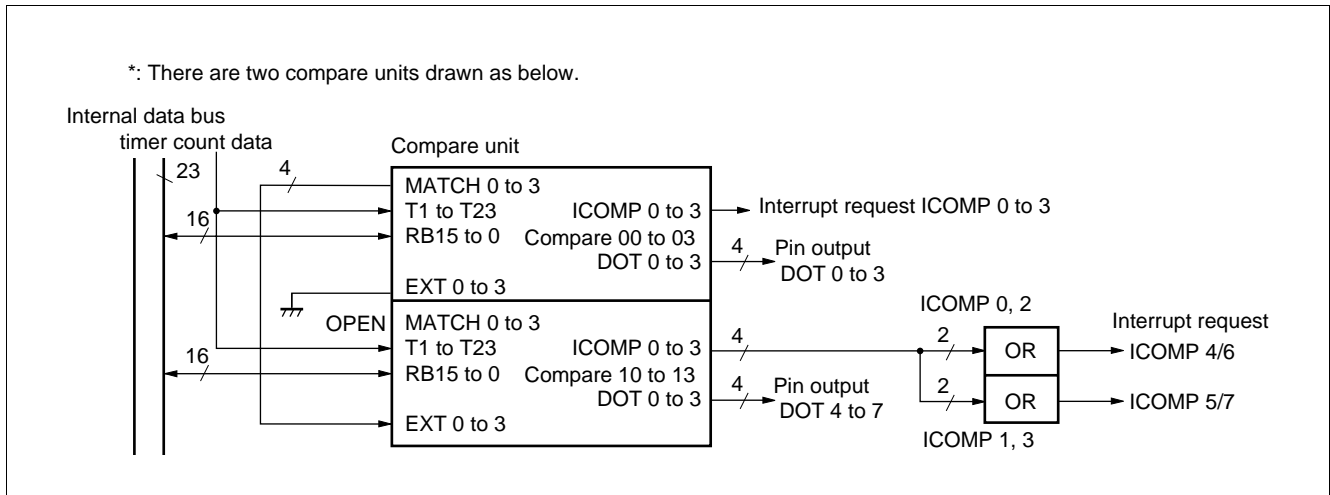 *: There are two compare units drawn as below.
Internal data bus
timer count data
23
4
16
Compare unit
MATCH 0 to 3
T1 to T23
RB15 to 0
EXT 0 to 3
ICOMP 0 to 3
Compare 00 to 03
DOT 0 to 3
Interrupt request ICOMP 0 to 3
4
Pin output
DOT 0 to 3
OPEN
16
MATCH 0 to 3
T1 to T23
RB15 to 0
EXT 0 to 3
ICOMP 0 to 3
Compare 10 to 13
DOT 0 to 3
4
4
Pin output
DOT 4 to 7
ICOMP 0, 2
2
OR
Interrupt request
ICOMP 4/6
2
OR
ICOMP 5/7
ICOMP 1, 3